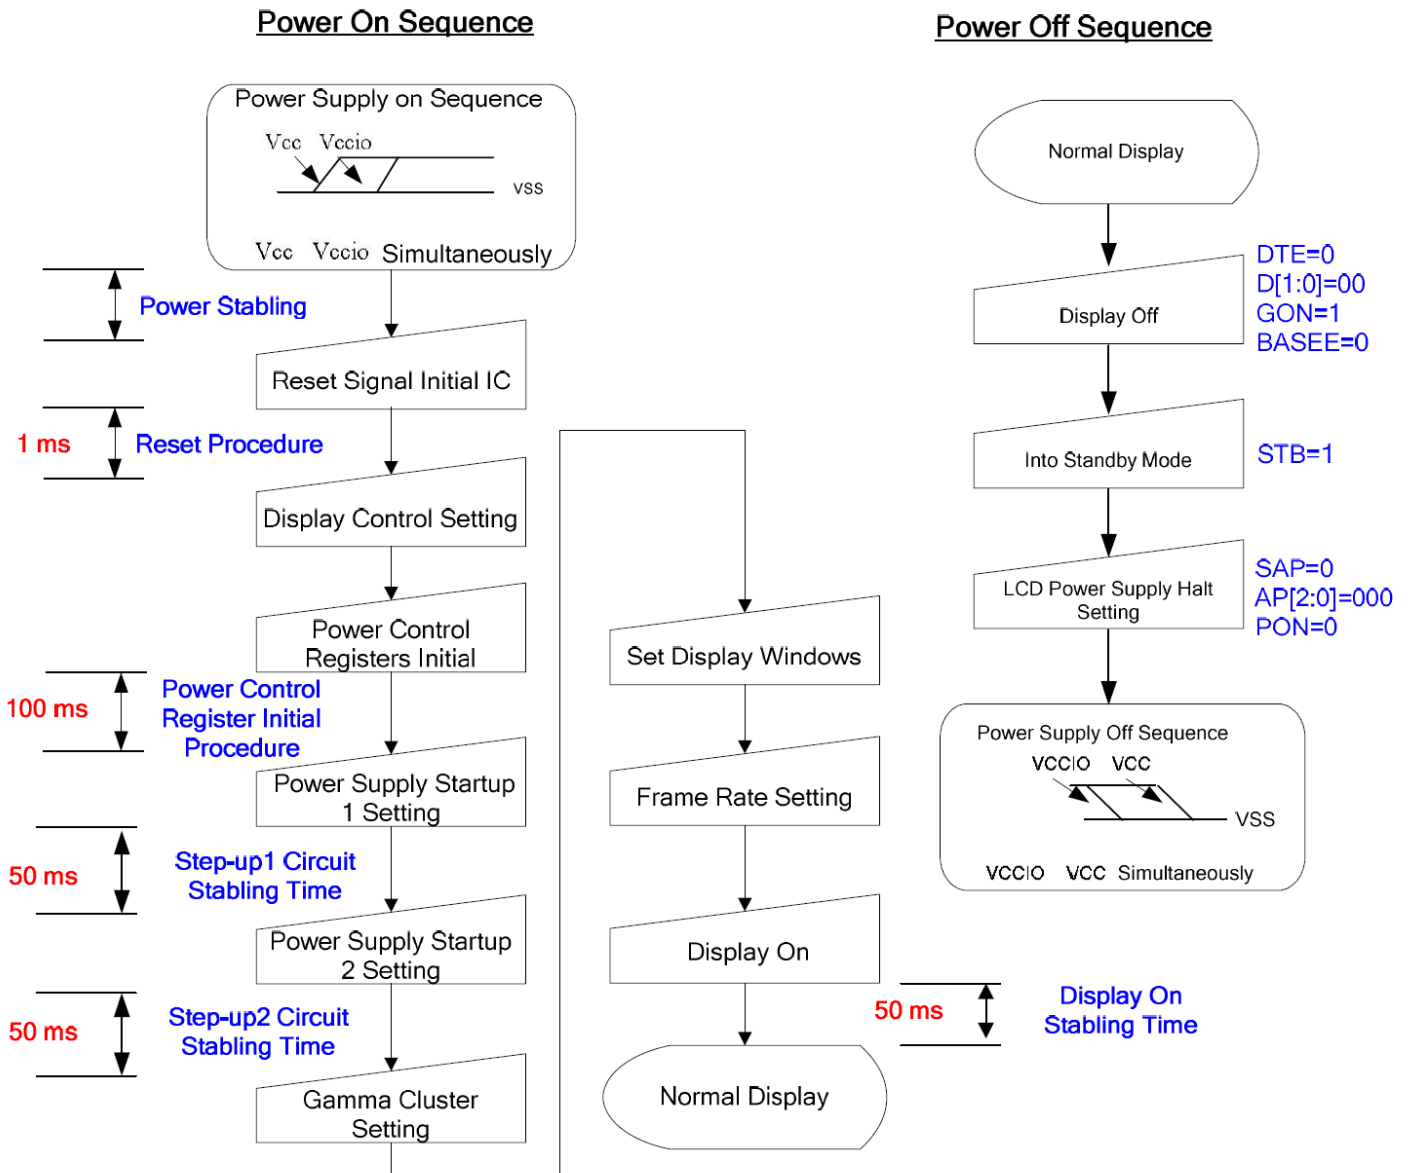 Power On Sequence
Power Supply on Sequence
Vcc Vccio
VSS
Vcc Vccio Simultaneously
Power Stabling
Reset Signal Initial IC
1 ms
Reset Procedure
Display Control Setting
Power Control
Registers Initial
100 ms
Power Control
Register Initial
Procedure
Power Supply Startup
1 Setting
50 ms
Step-up1 Circuit
Stabling Time
Power Supply Startup
2 Setting
50 ms
Step-up2 Circuit
Stabling Time
Gamma Cluster
Setting
Set Display Windows
Frame Rate Setting
Display On
50 ms
Display On
Stabling Time
Normal Display
Power Off Sequence
Normal Display
Display Off
DTE=0
D[1:0]=00
GON=1
BASEE=0
Into Standby Mode
STB=1
LCD Power Supply Halt
Setting
SAP=0
AP[2:0]=000
PON=0
Power Supply Off Sequence
VCCIO VCC
VSS
VCCIO VCC Simultaneously